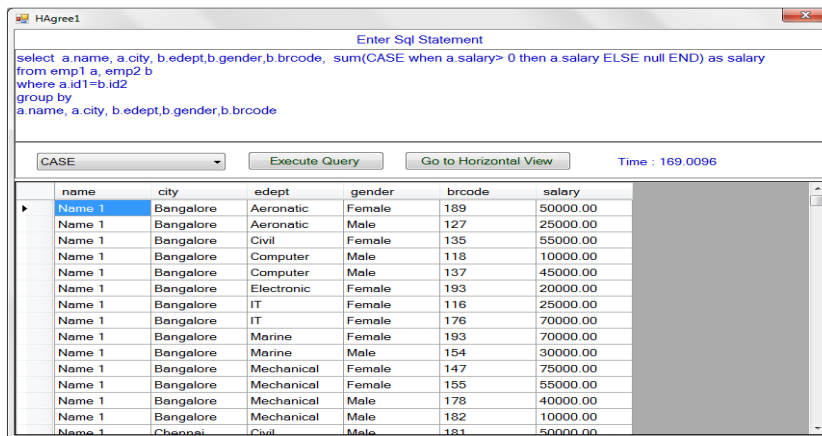 HAgree1
Enter Sql Statement
select a.name, a.city, b.edept,b.gender,b.brcode, sum(CASE when a.salary> 0 then a.salary ELSE null END) as salary
from emp1 a, emp2 b
where a.id1=b.id2
group by
a.name, a.city, b.edept,b.gender,b.brcode
CASE Execute Query Go to Horizontal View Time : 169.0096
name city edept gender brcode salary
Name 1 Bangalore Aeronatic Female 189 50000.00
Name 1 Bangalore Aeronatic Male 127 25000.00
Name 1 Bangalore Civil Female 135 55000.00
Name 1 Bangalore Computer Male 118 10000.00
Name 1 Bangalore Computer Male 137 45000.00
Name 1 Bangalore Electronic Female 193 20000.00
Name 1 Bangalore IT Female 116 25000.00
Name 1 Bangalore IT Female 176 70000.00
Name 1 Bangalore Marine Female 193 70000.00
Name 1 Bangalore Marine Male 154 30000.00
Name 1 Bangalore Mechanical Female 147 75000.00
Name 1 Bangalore Mechanical Female 155 55000.00
Name 1 Bangalore Mechanical Male 178 40000.00
Name 1 Bangalore Mechanical Male 182 10000.00
Name 1 Chennai Civil Male 181 50000.00